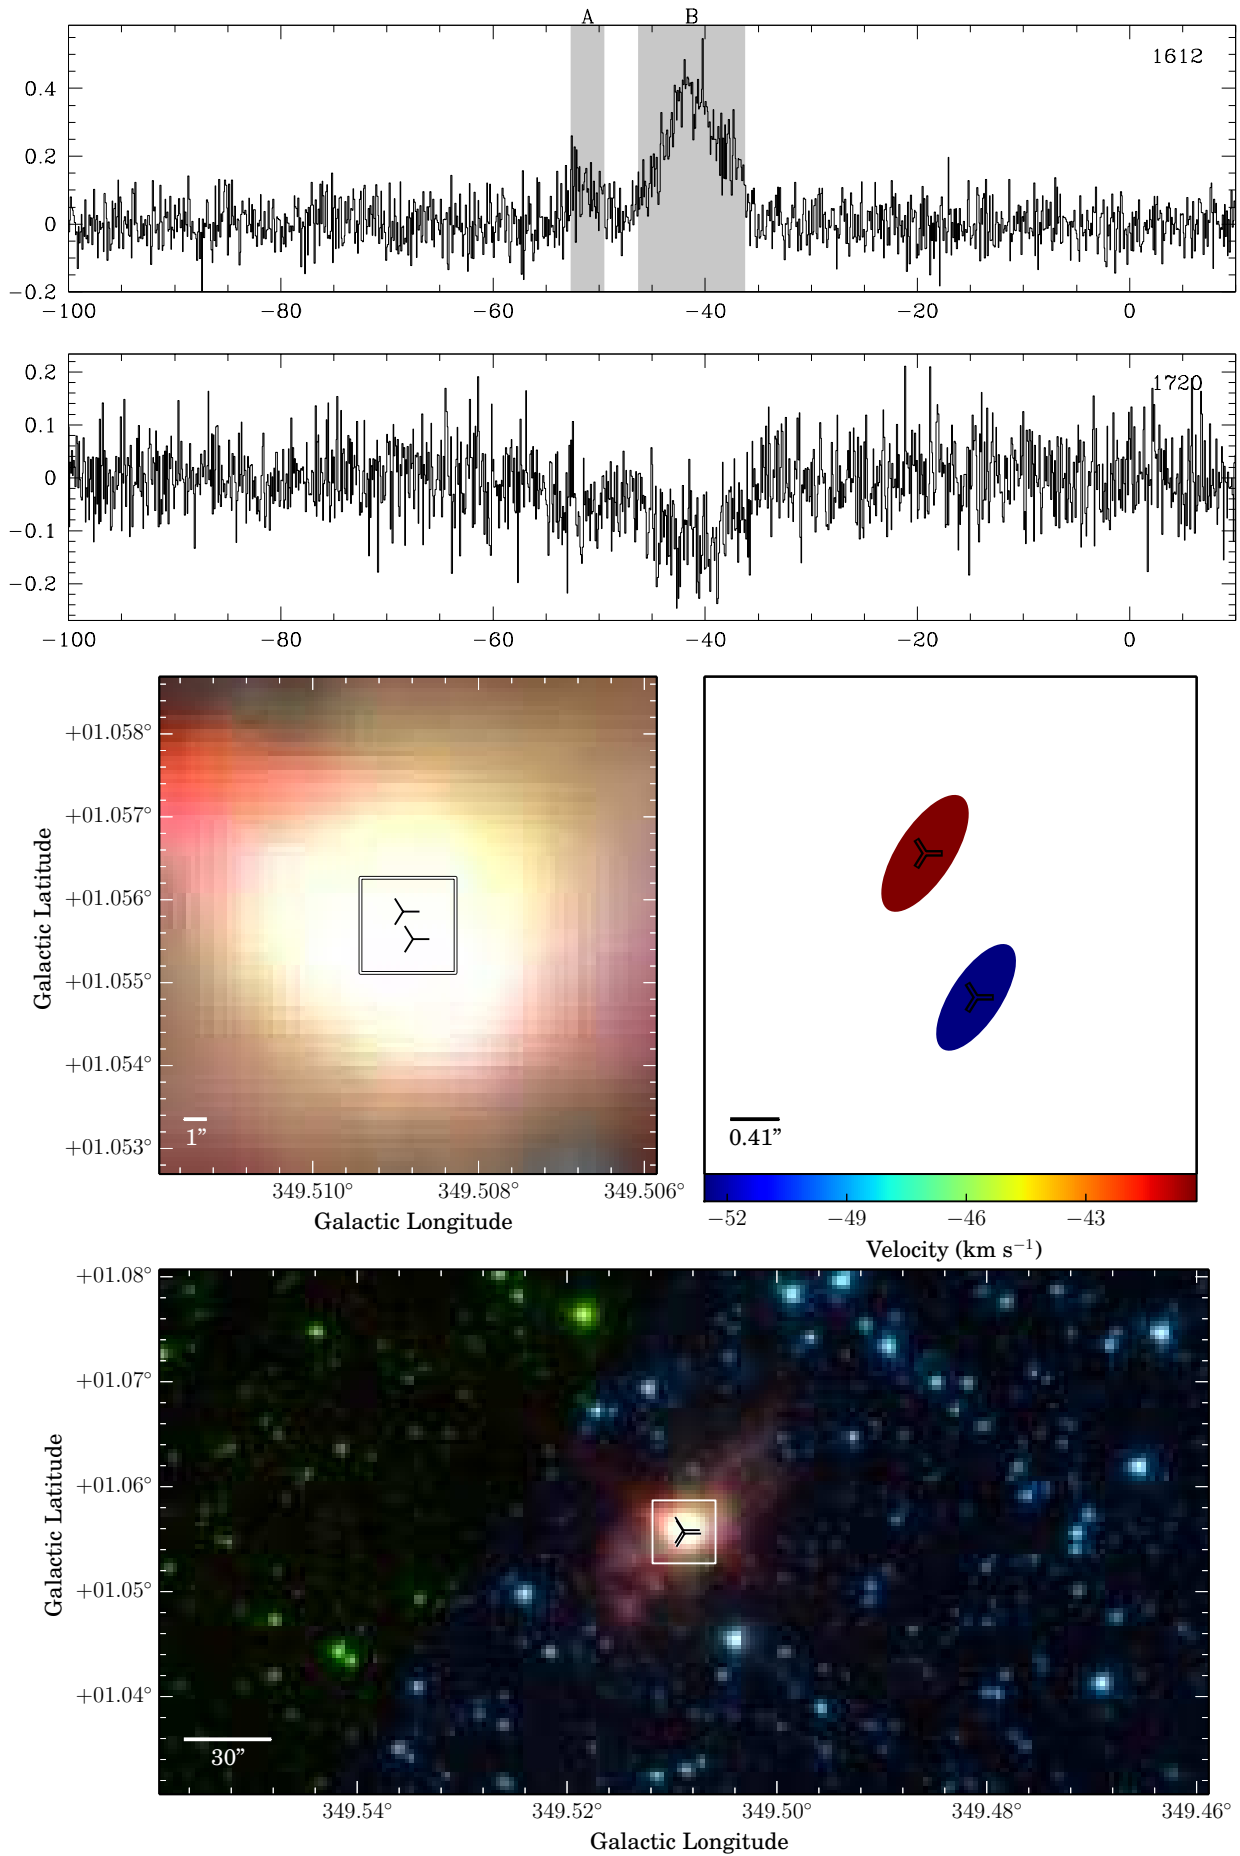 A B
1612
0.4
0.2
0
−0.2
−100 −80 −60 −40 −20 0
1720
0.2
0.1
0
−0.1
−0.2
−100 −80 −60 −40 −20 0
+01.058°
+01.057°
+01.056°
+01.055°
+01.054°
+01.053°
Galactic Latitude
1”
349.510° 349.508° 349.506°
Galactic Longitude
0.41”
−52 −49 −46 −43
Velocity (km s⁻¹)
+01.08°
+01.07°
+01.06°
+01.05°
+01.04°
Galactic Latitude
30”
349.54° 349.52° 349.50° 349.48° 349.46°
Galactic Longitude